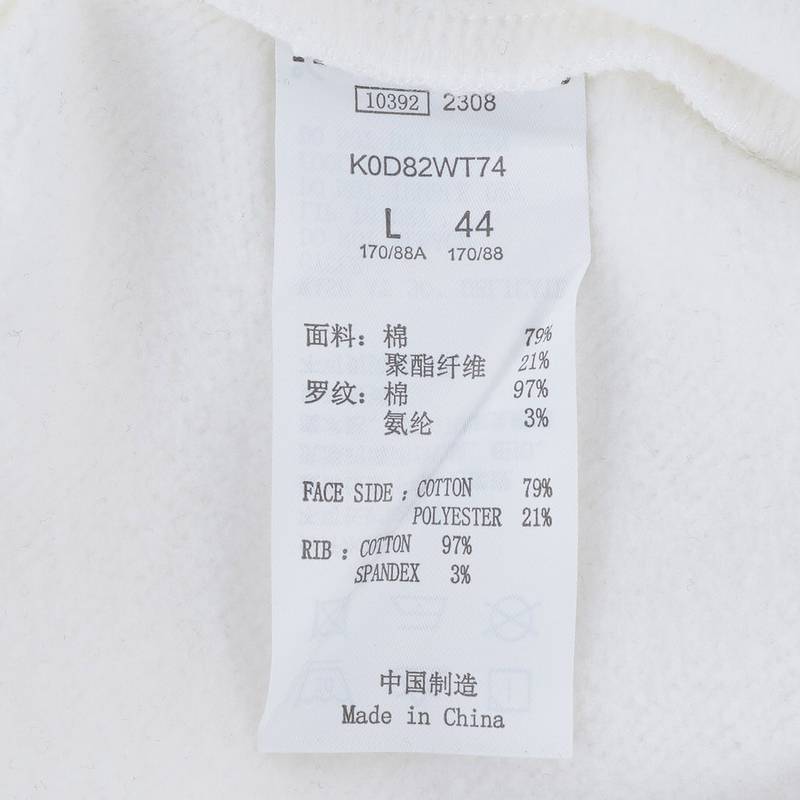 10392 2308
K0D82WT74
L 44
170/88A 170/88
面料：棉 79%
聚酯纤维 21%
罗纹：棉 97%
氨纶 3%
FACE SIDE : COTTON 79%
POLYESTER 21%
RIB : COTTON 97%
SPANDEX 3%
中国制造
Made in China